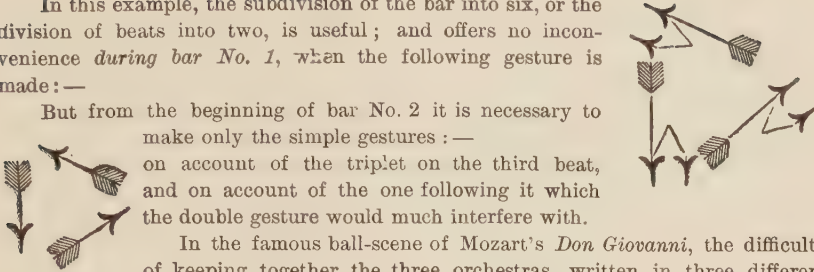 In this example, the subdivision of the bar into six, or the
division of beats into two, is useful; and offers no incon-
venience during bar No. 1, when the following gesture is
made:—
But from the beginning of bar No. 2 it is necessary to
make only the simple gestures:—
on account of the triplet on the third beat,
and on account of the one following it which
the double gesture would much interfere with.
In the famous ball-scene of Mozart's Don Giovanni, the difficult
of keeping together the three orchestras, written in three differen